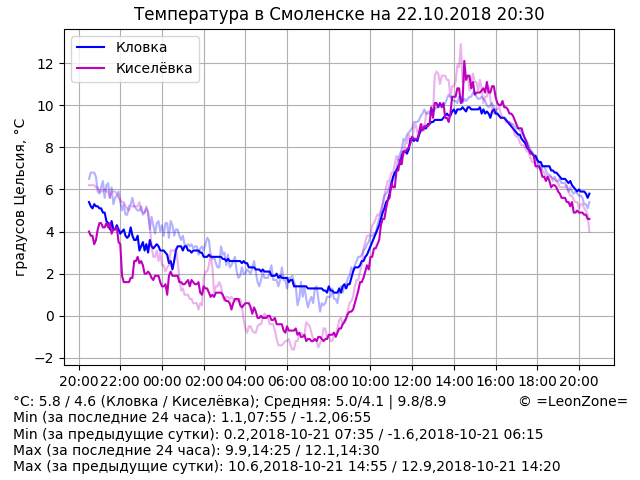 Температура в Смоленске на 22.10.2018 20:30
Кловка
Киселёвка
градусов Цельсия, °C
12
10
8
6
4
2
0
−2
20:00 22:00 00:00 02:00 04:00 06:00 08:00 10:00 12:00 14:00 16:00 18:00 20:00
°C: 5.8 / 4.6 (Кловка / Киселёвка); Средняя: 5.0/4.1 | 9.8/8.9 © =LeonZone=
Min (за последние 24 часа): 1.1,07:55 / -1.2,06:55
Min (за предыдущие сутки): 0.2,2018-10-21 07:35 / -1.6,2018-10-21 06:15
Max (за последние 24 часа): 9.9,14:25 / 12.1,14:30
Max (за предыдущие сутки): 10.6,2018-10-21 14:55 / 12.9,2018-10-21 14:20